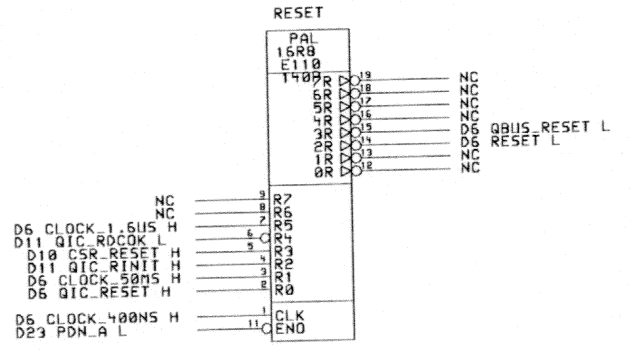 RESET
PAL
16R8
E110
T40B
7R 19 NC
6R 18 NC
5R 17 NC
4R 16 NC
3R 15 D6 QBUS_RESET L
2R 14 D6 RESET L
1R 13 NC
0R 12 NC
NC 9 R7
NC 8 R6
D6 CLOCK_1.6US H 7 R5
D11 QIC_RDCOK L 6 R4
D10 CSR_RESET H 5 R3
D11 QIC_RINIT H 4 R2
D6 CLOCK_50MS H 3 R1
D6 QIC_RESET H 2 R0
D6 CLOCK_400NS H 1 CLK
D23 PDN_A L 11 ENO